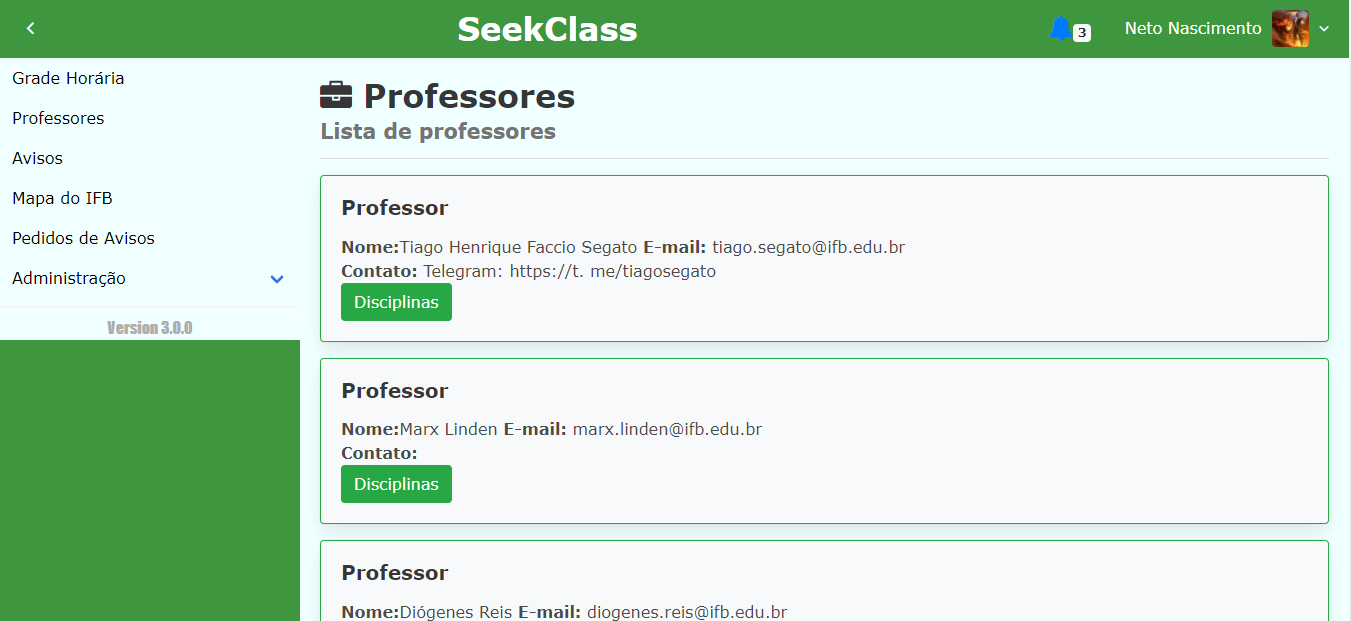 SeekClass
3
Neto Nascimento
Grade Horária
Professores
Avisos
Mapa do IFB
Pedidos de Avisos
Administração
Version 3.0.0
Professores
Lista de professores
Professor
Nome:Tiago Henrique Faccio Segato E-mail: tiago.segato@ifb.edu.br
Contato: Telegram: https://t. me/tiagosegato
Disciplinas
Professor
Nome:Marx Linden E-mail: marx.linden@ifb.edu.br
Contato:
Disciplinas
Professor
Nome:Diógenes Reis E-mail: diogenes.reis@ifb.edu.br